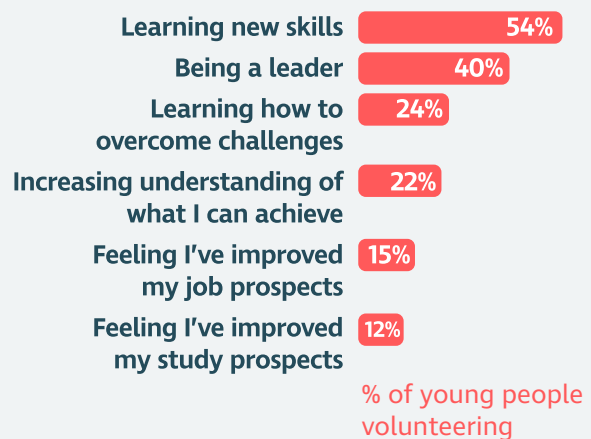 Learning new skills 54%
Being a leader 40%
Learning how to 24%
overcome challenges
Increasing understanding of 22%
what I can achieve
Feeling I've improved 15%
my job prospects
Feeling I've improved 12%
my study prospects
% of young people
volunteering